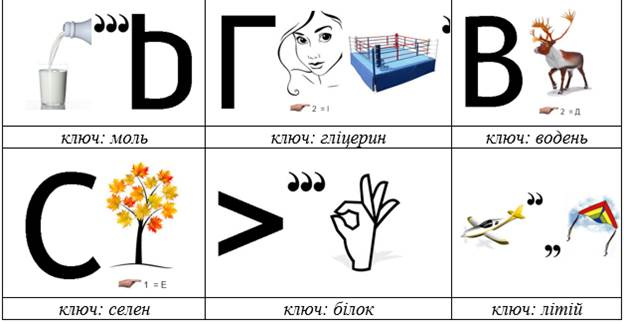 ,,, Ь
Г 2 = І ,
В 2 = Д
ключ: моль
ключ: гліцерин
ключ: водень
С 1 = Е
> ,,,
,, ,,
ключ: селен
ключ: білок
ключ: літій